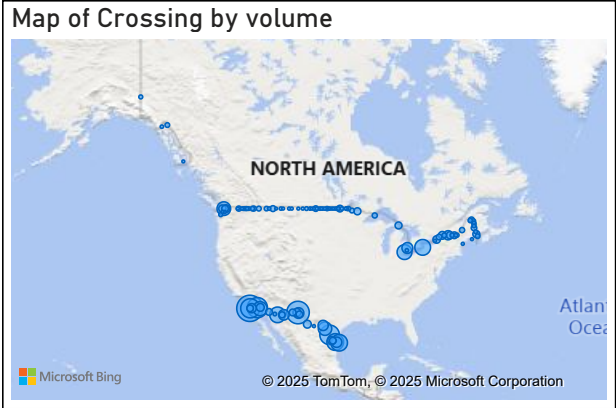 Map of Crossing by volume
NORTH AMERICA
Atlan
Ocea
Microsoft Bing
© 2025 TomTom, © 2025 Microsoft Corporation